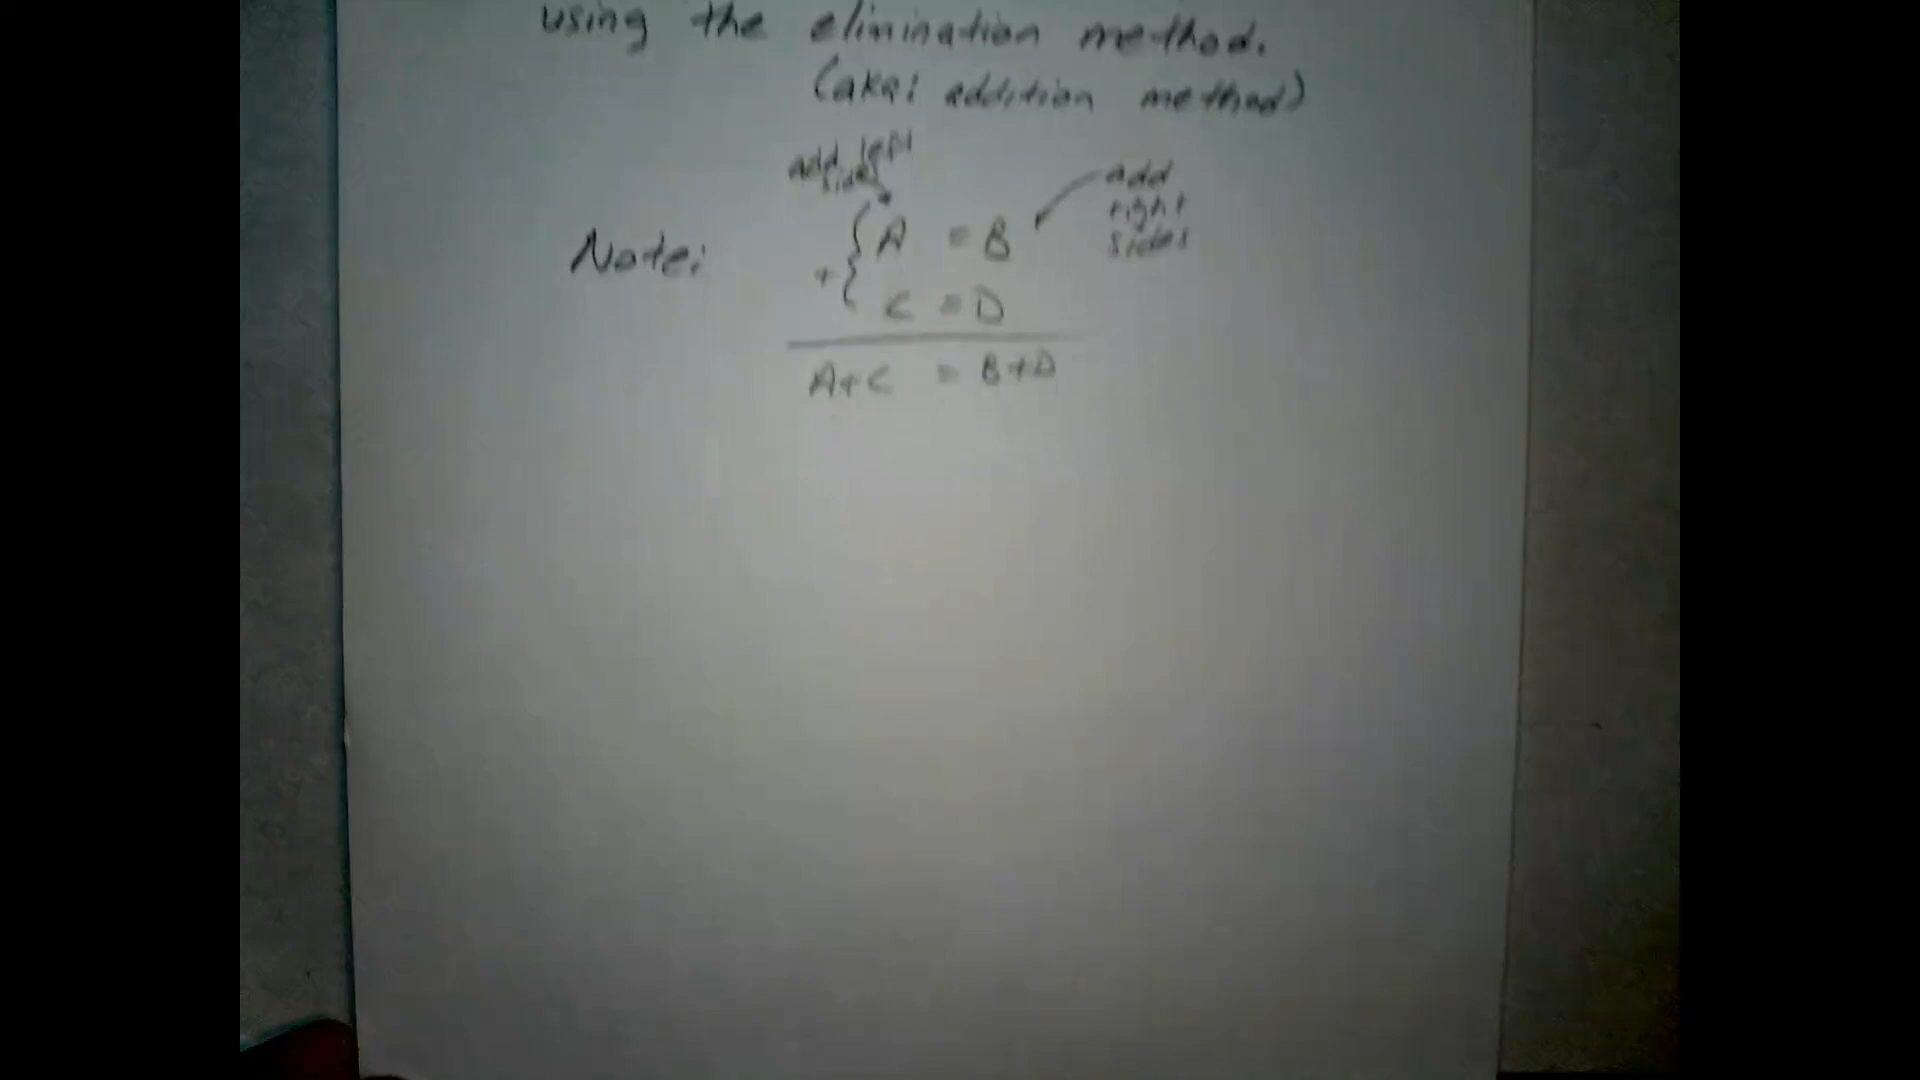 using the elimination method.
(aka: addition method)
add left
sides
add
right
sides
Note:
+ { A = B
C = D
A+C = B+D